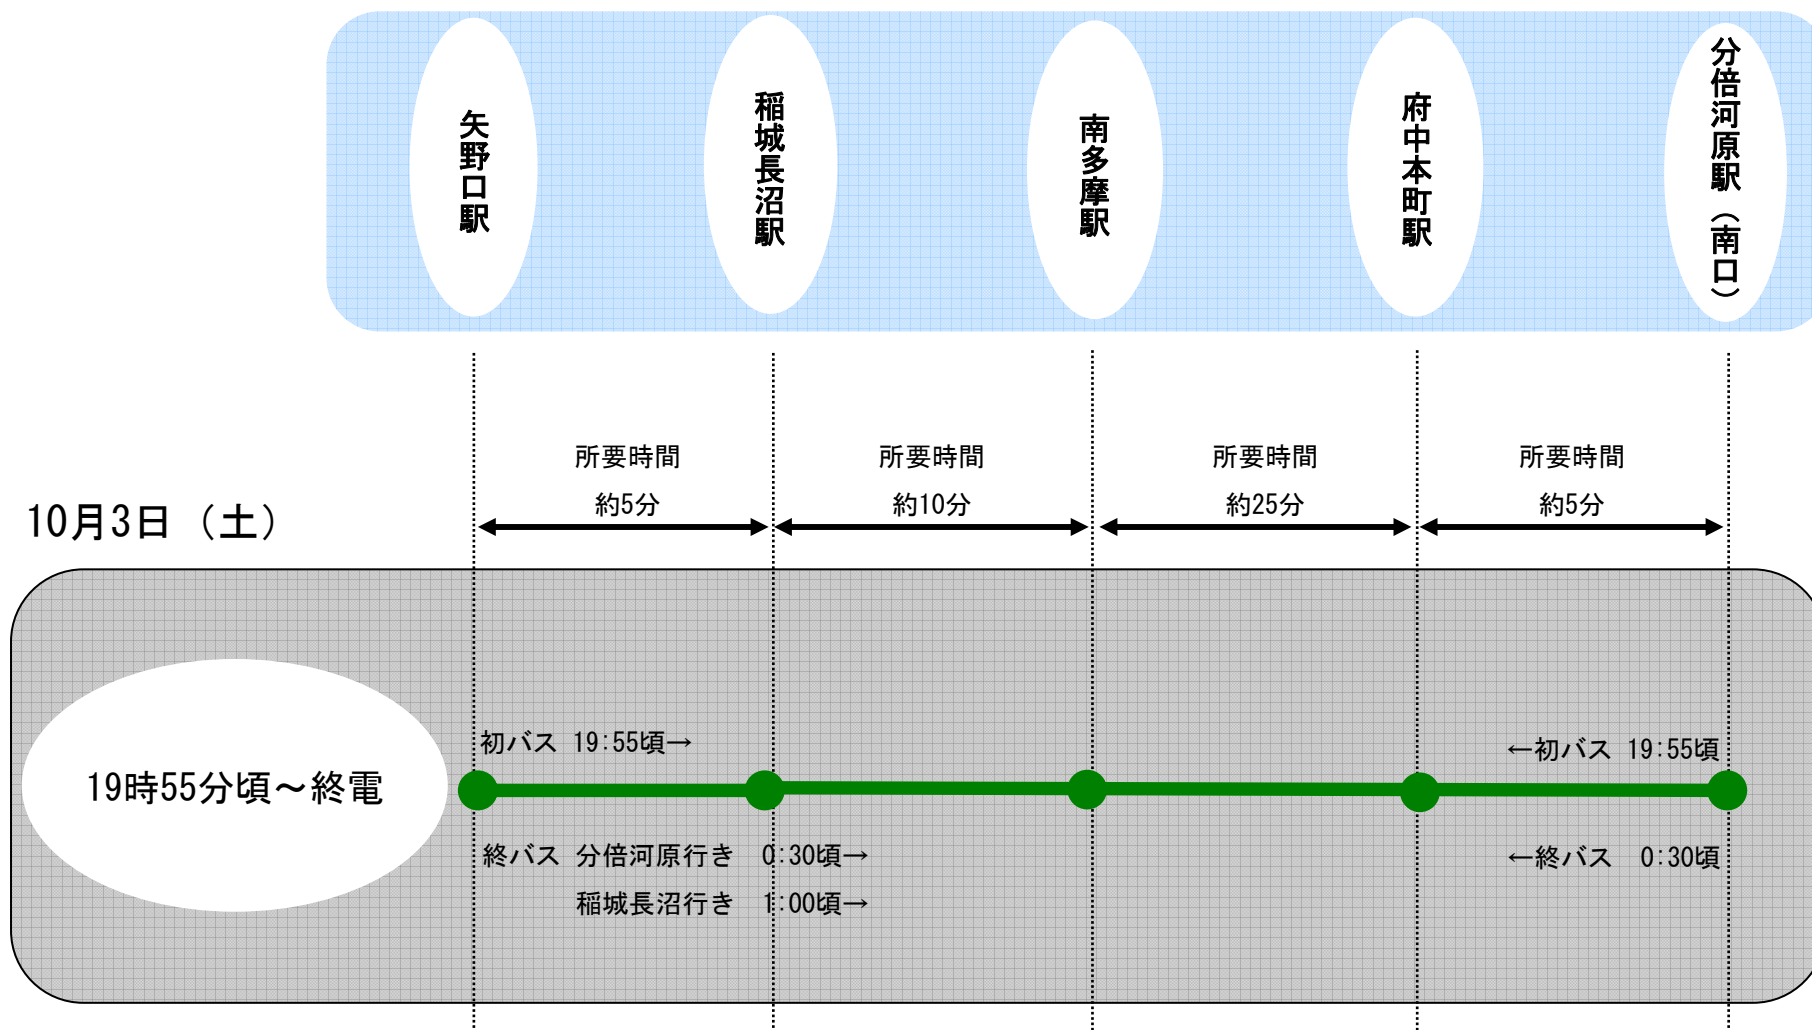 矢野口駅
稲城長沼駅
南多摩駅
府中本町駅
分倍河原駅（南口）
所要時間
約5分
所要時間
約10分
所要時間
約25分
所要時間
約5分
10月3日（土）
19時55分頃～終電
初バス 19:55頃→
←初バス 19:55頃
終バス 分倍河原行き 0:30頃→
稲城長沼行き 1:00頃→
←終バス 0:30頃